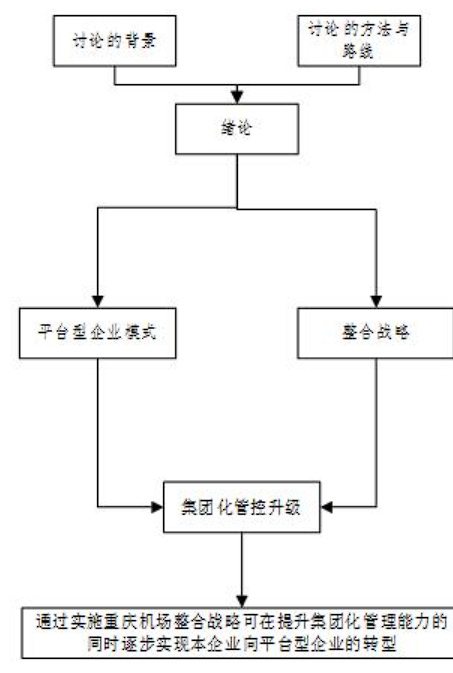 讨论的背景
讨论的方法与
路线
绪论
平台型企业模式
整合战略
集团化管控升级
通过实施重庆机场整合战略可在提升集团化管理能力的
同时逐步实现本企业向平台型企业的转型